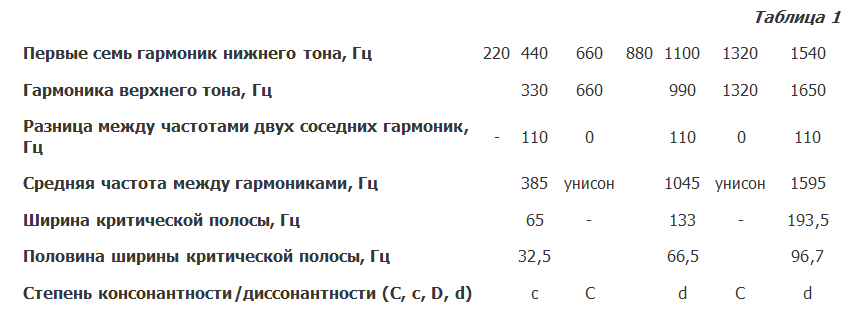 Таблица 1
Первые семь гармоник нижнего тона, Гц 220 440 660 880 1100 1320 1540
Гармоника верхнего тона, Гц 330 660 990 1320 1650
Разница между частотами двух соседних гармоник,
Гц - 110 0 110 0 110
Средняя частота между гармониками, Гц 385 унисон 1045 унисон 1595
Ширина критической полосы, Гц 65 - 133 - 193,5
Половина ширины критической полосы, Гц 32,5 66,5 96,7
Степень консонантности/диссонантности (C, c, D, d) c C d C d